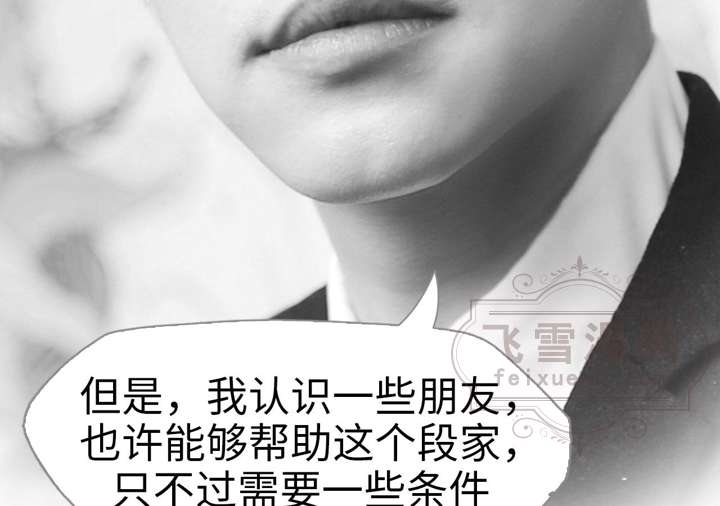 飞雪漫
feixue
但是，我认识一些朋友，
也许能够帮助这个段家，
只不过需要一些条件